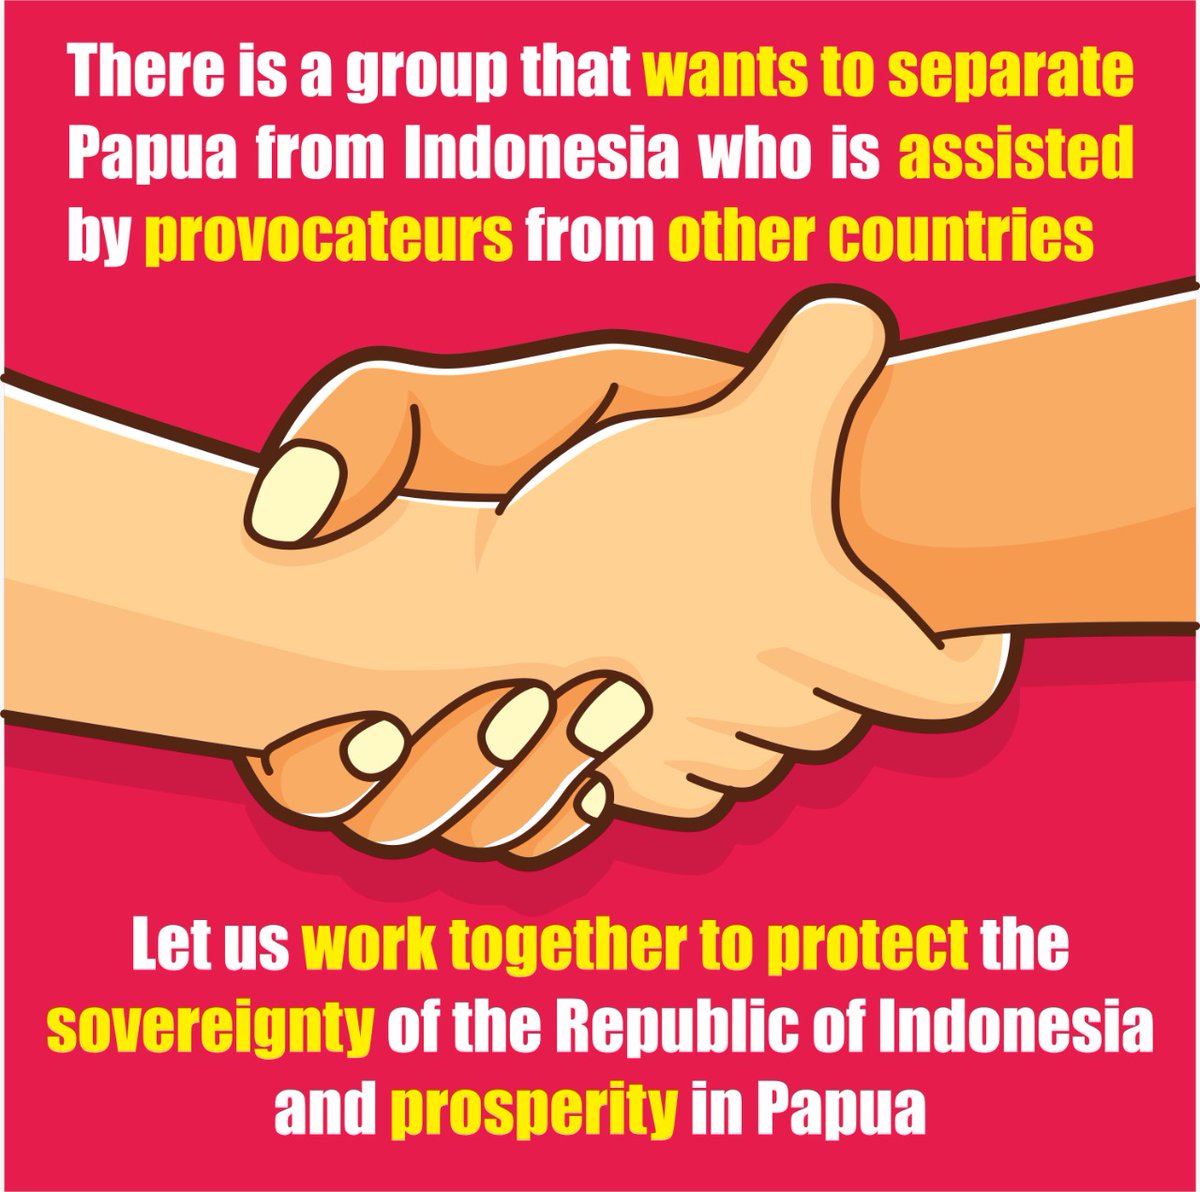 There is a group that wants to separate
Papua from Indonesia who is assisted
by provocateurs from other countries
Let us work together to protect the
sovereignty of the Republic of Indonesia
and prosperity in Papua